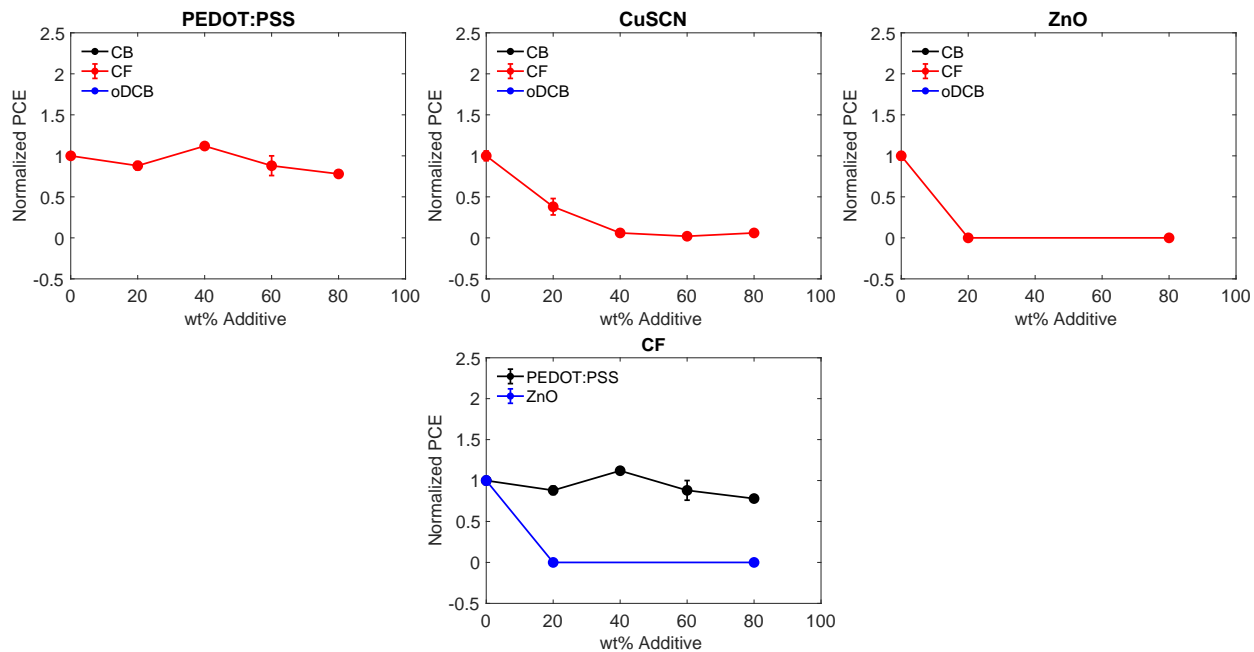 PEDOT:PSS
CB
CF
oDCB
Normalized PCE
2.5
2
1.5
1
0.5
0
-0.5
0 20 40 60 80 100
wt% Additive
CuSCN
CB
CF
oDCB
Normalized PCE
2.5
2
1.5
1
0.5
0
-0.5
0 20 40 60 80 100
wt% Additive
ZnO
CB
CF
oDCB
Normalized PCE
2.5
2
1.5
1
0.5
0
-0.5
0 20 40 60 80 100
wt% Additive
CF
PEDOT:PSS
ZnO
Normalized PCE
2.5
2
1.5
1
0.5
0
-0.5
0 20 40 60 80 100
wt% Additive